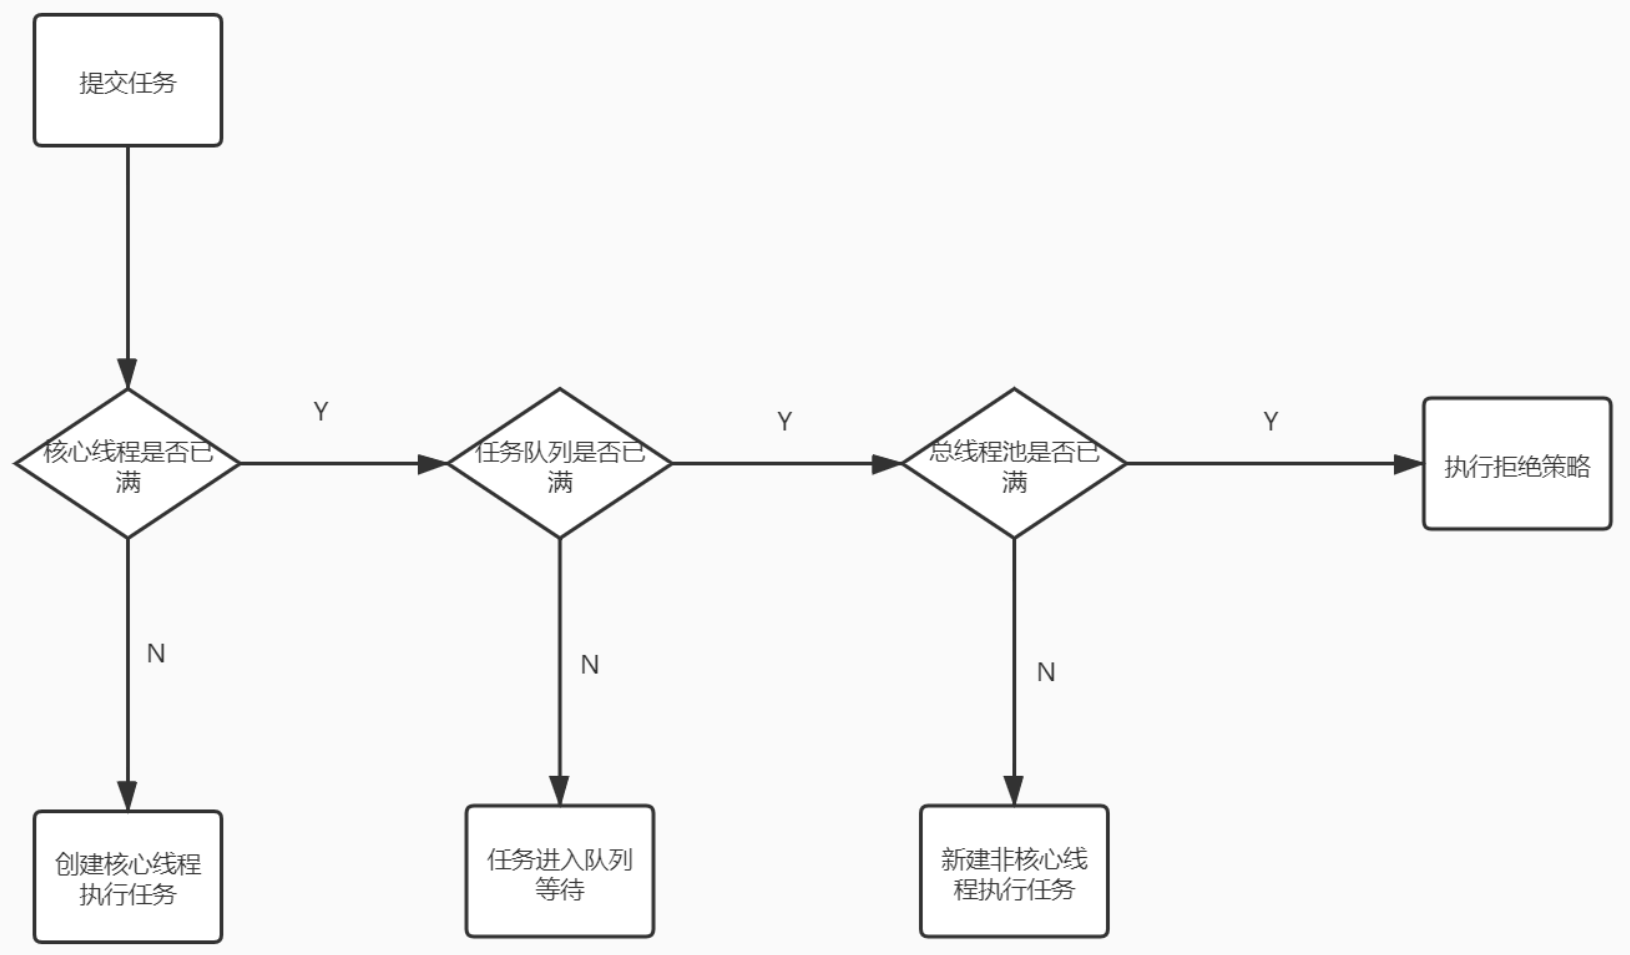 提交任务
Y
Y
Y
核心线程是否已
满
任务队列是否已
满
总线程池是否已
满
执行拒绝策略
N
N
N
创建核心线程
执行任务
任务进入队列
等待
新建非核心线
程执行任务